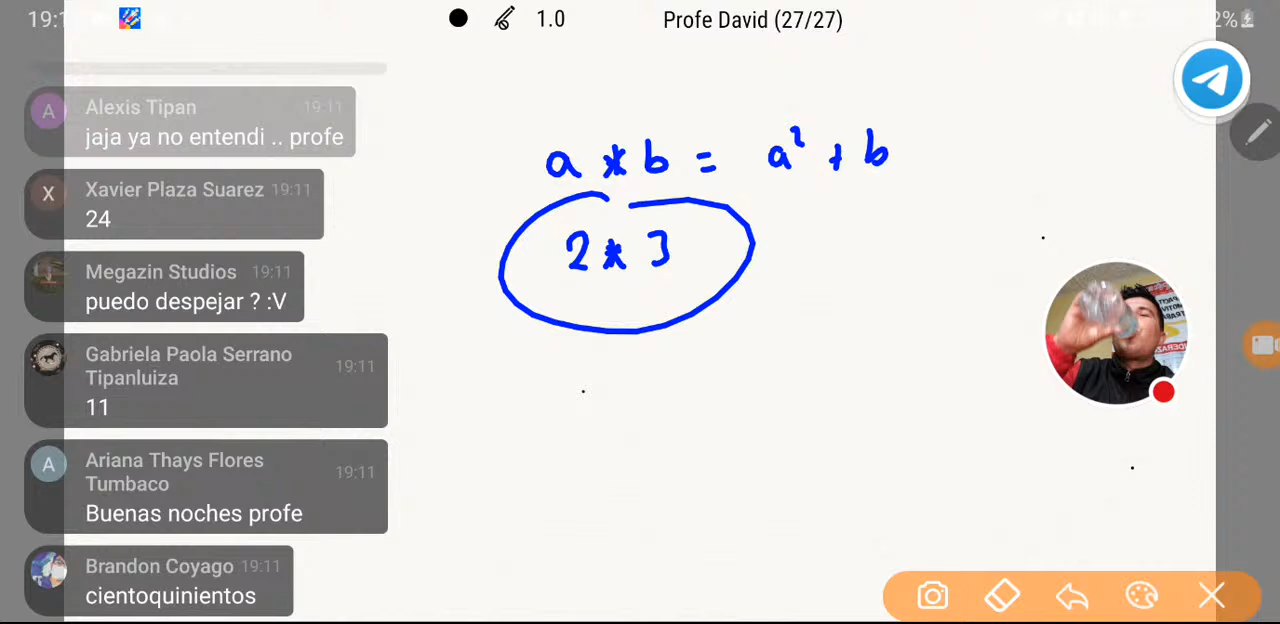 19:1
1.0
Profe David (27/27)
2%
Alexis Tipan 19:11
jaja ya no entendi .. profe
Xavier Plaza Suarez 19:11
24
Megazin Studios 19:11
puedo despejar ? :V
Gabriela Paola Serrano
Tipanluiza 19:11
11
Ariana Thays Flores
Tumbaco 19:11
Buenas noches profe
Brandon Coyago 19:11
cientoquinientos
a * b = a² + b
2 * 3